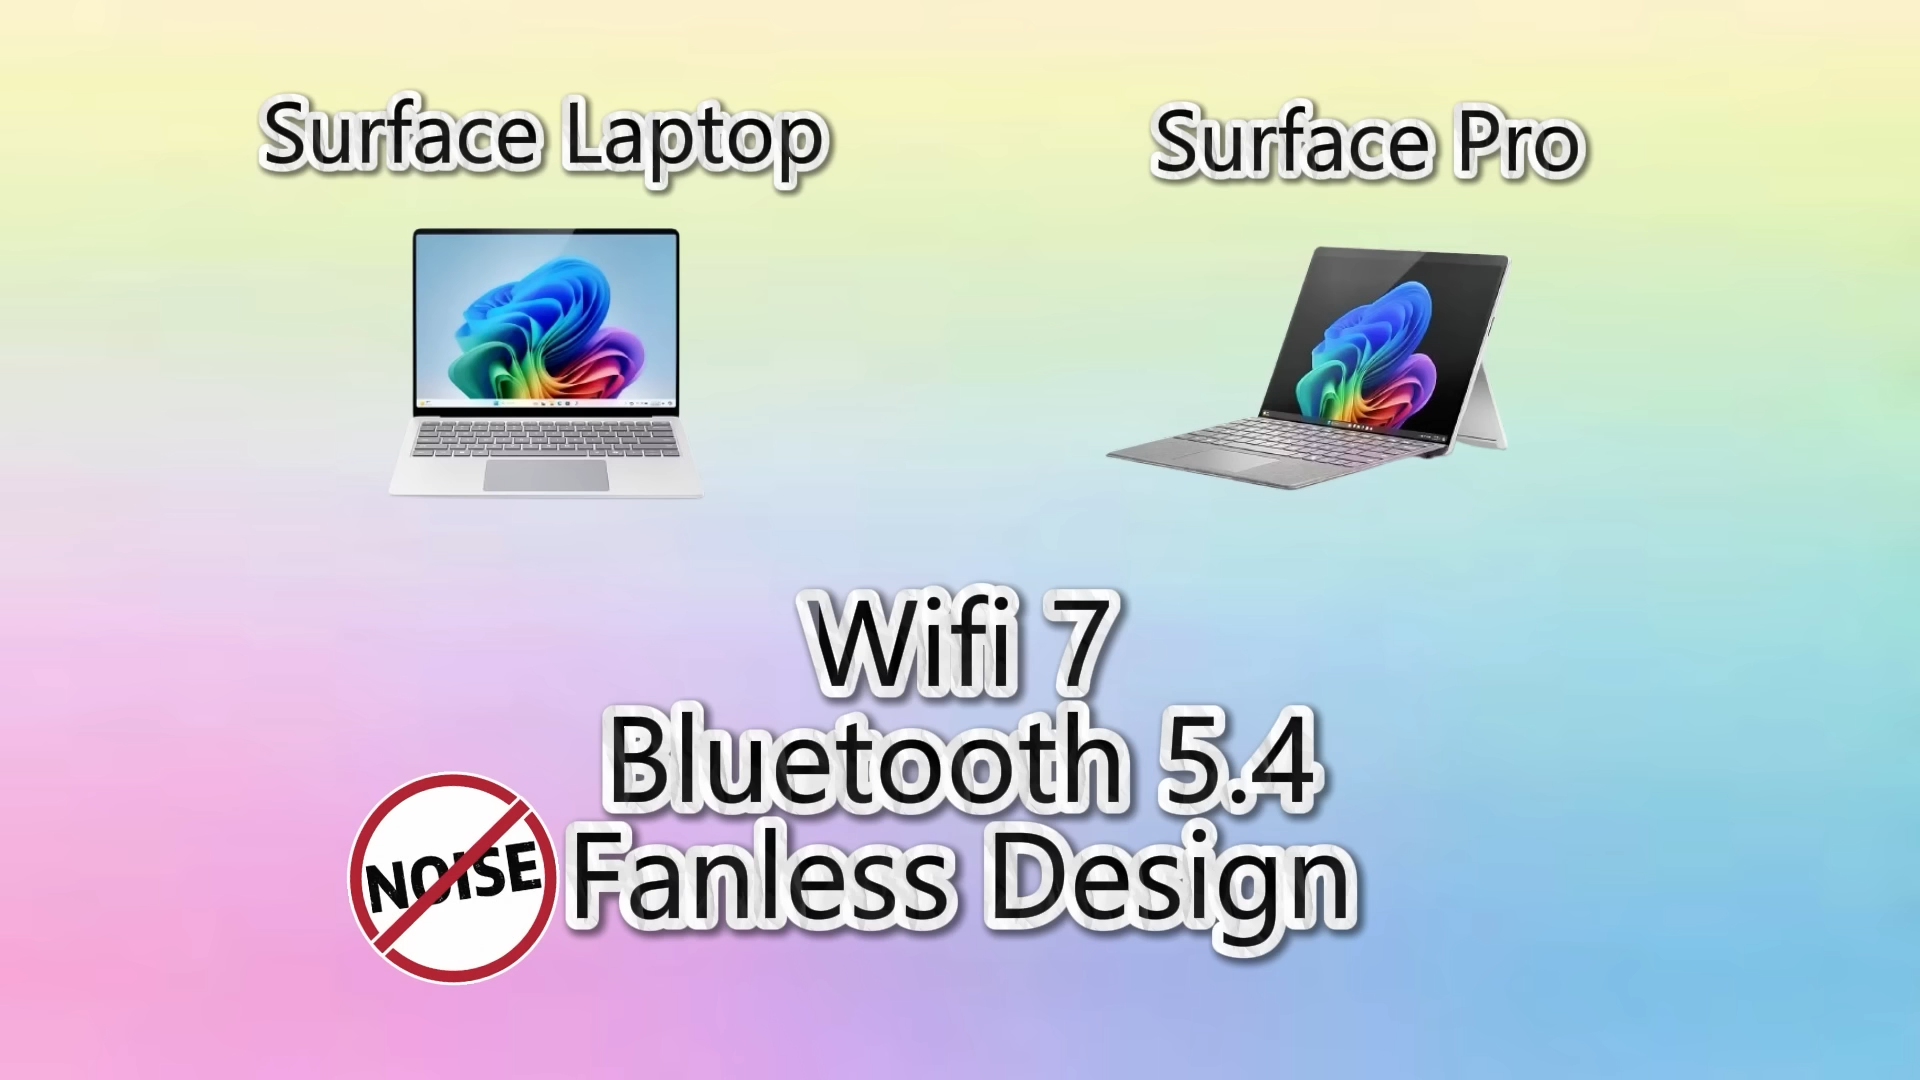 Surface Laptop
Surface Pro
Wifi 7
Bluetooth 5.4
NOISE
Fanless Design